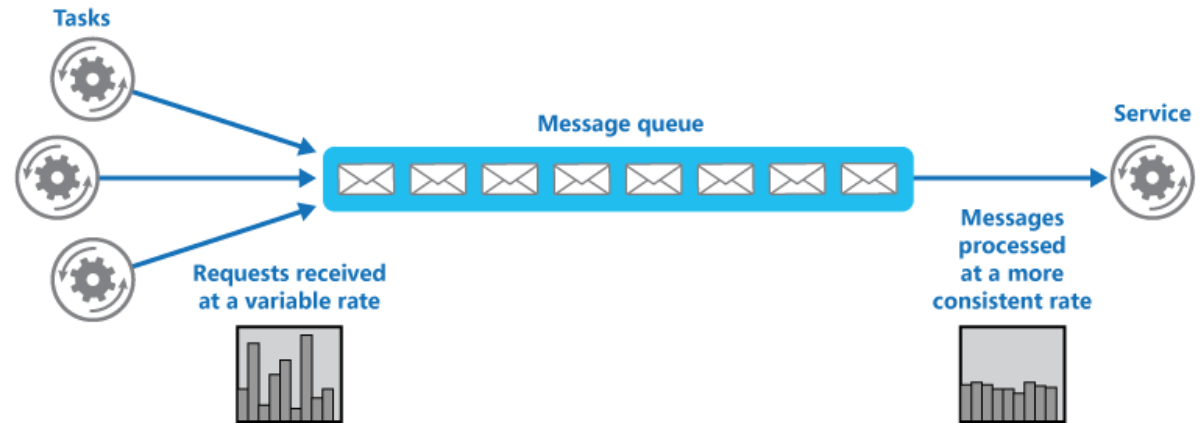 Tasks
Message queue
Service
Requests received
at a variable rate
Messages
processed
at a more
consistent rate